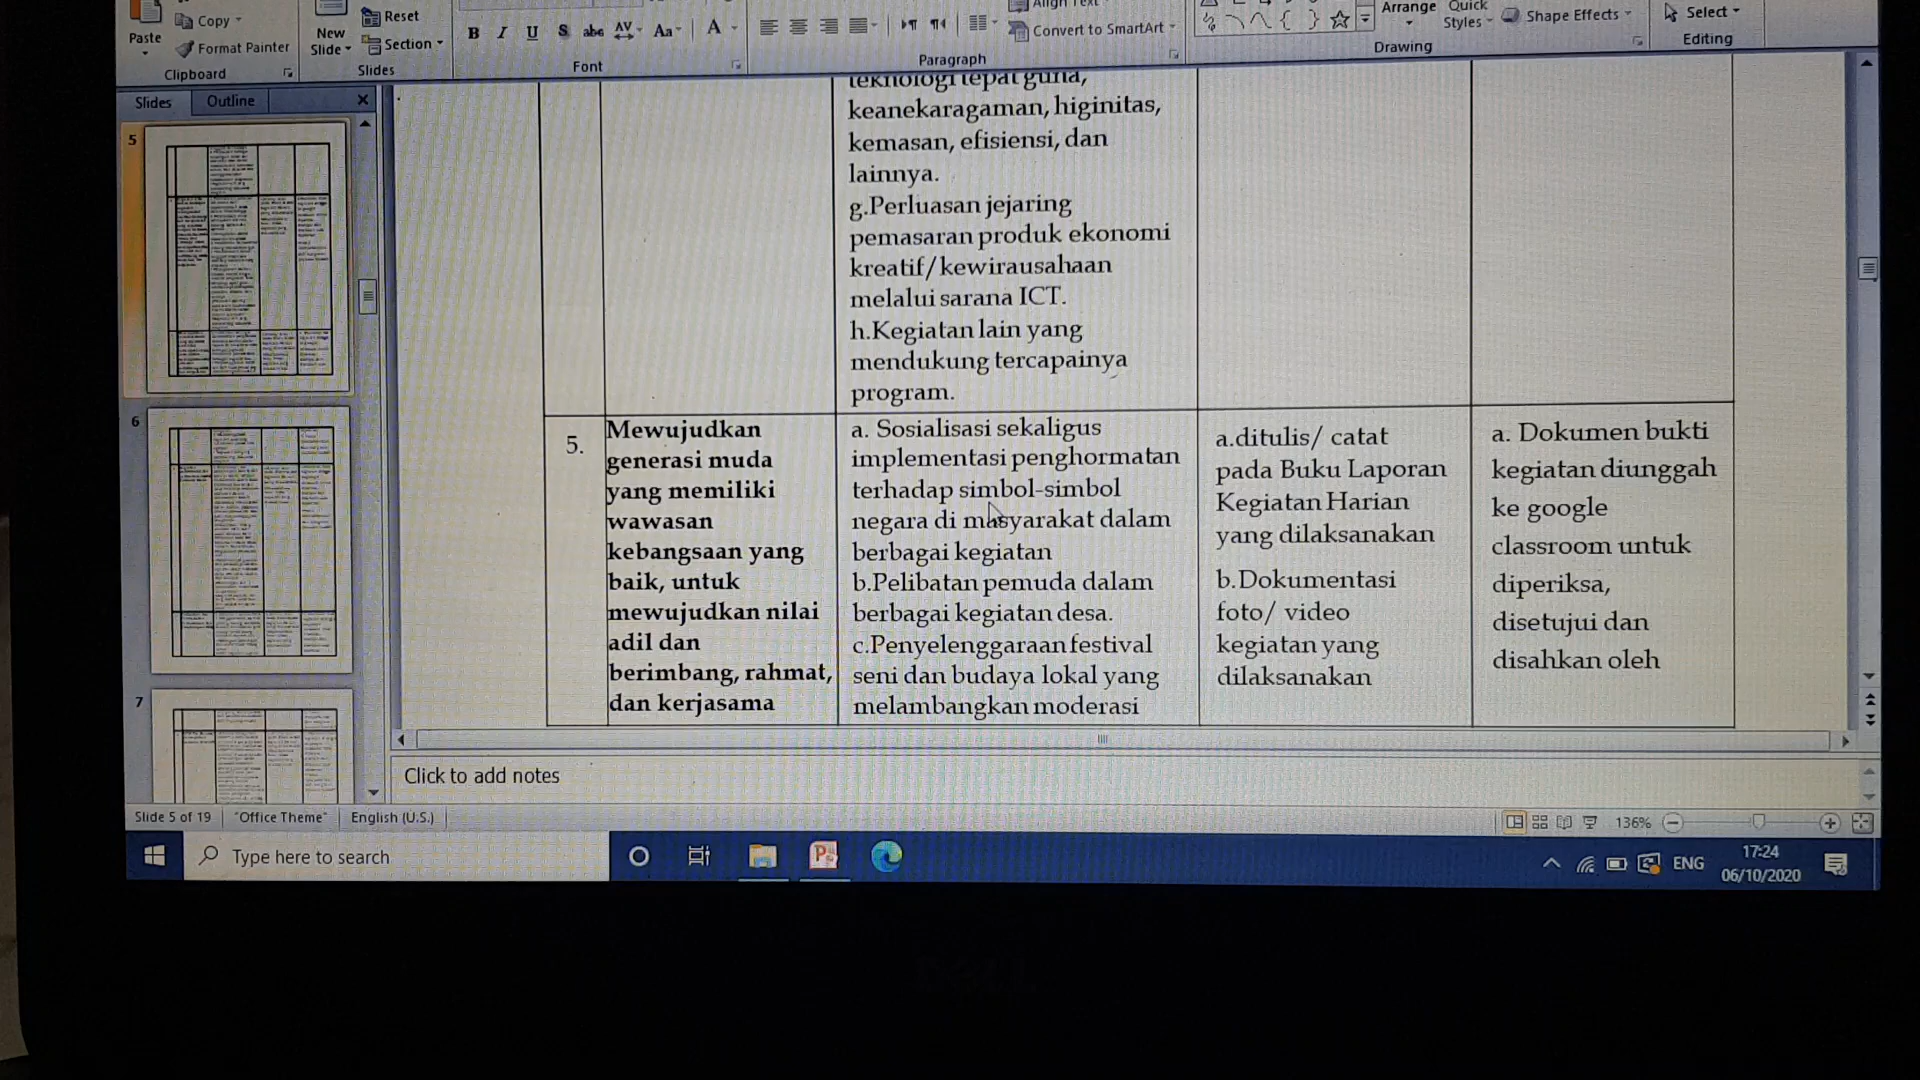 Paste
Copy
Format Painter
Clipboard
New
Slide
Reset
Section
Slides
B I U S abc AV Aa A
Font
Align Text
Convert to SmartArt
Paragraph
Arrange
Quick
Styles
Shape Effects
Drawing
Select
Editing
Slides
Outline
5
6
7
teknologi tepat guna,
keanekaragaman, higinitas,
kemasan, efisiensi, dan
lainnya.
g.Perluasan jejaring
pemasaran produk ekonomi
kreatif/kewirausahaan
melalui sarana ICT.
h.Kegiatan lain yang
mendukung tercapainya
program.
5.
Mewujudkan
generasi muda
yang memiliki
wawasan
kebangsaan yang
baik, untuk
mewujudkan nilai
adil dan
berimbang, rahmat,
dan kerjasama
a. Sosialisasi sekaligus
implementasi penghormatan
terhadap simbol-simbol
negara di masyarakat dalam
berbagai kegiatan
b.Pelibatan pemuda dalam
berbagai kegiatan desa.
c.Penyelenggaraan festival
seni dan budaya lokal yang
melambangkan moderasi
a.ditulis/ catat
pada Buku Laporan
Kegiatan Harian
yang dilaksanakan
b.Dokumentasi
foto/ video
kegiatan yang
dilaksanakan
a. Dokumen bukti
kegiatan diunggah
ke google
classroom untuk
diperiksa,
disetujui dan
disahkan oleh
Click to add notes
Slide 5 of 19
"Office Theme"
English (U.S.)
136%
Type here to search
ENG
17:24
06/10/2020